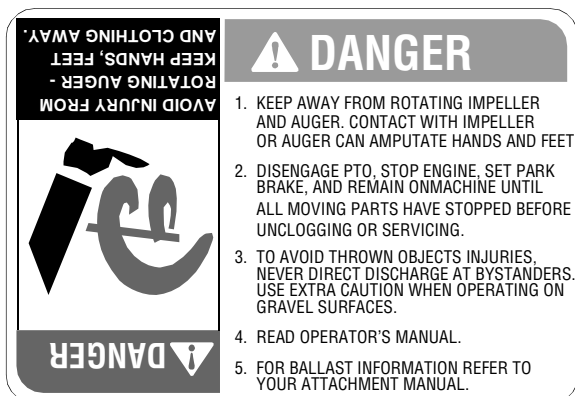 AVOID INJURY FROM
ROTATING AUGER -
KEEP HANDS, FEET
AND CLOTHING AWAY.
DANGER
DANGER
1. KEEP AWAY FROM ROTATING IMPELLER
AND AUGER. CONTACT WITH IMPELLER
OR AUGER CAN AMPUTATE HANDS AND FEET
2. DISENGAGE PTO, STOP ENGINE, SET PARK
BRAKE, AND REMAIN ONMACHINE UNTIL
ALL MOVING PARTS HAVE STOPPED BEFORE
UNCLOGGING OR SERVICING.
3. TO AVOID THROWN OBJECTS INJURIES,
NEVER DIRECT DISCHARGE AT BYSTANDERS.
USE EXTRA CAUTION WHEN OPERATING ON
GRAVEL SURFACES.
4. READ OPERATOR'S MANUAL.
5. FOR BALLAST INFORMATION REFER TO
YOUR ATTACHMENT MANUAL.